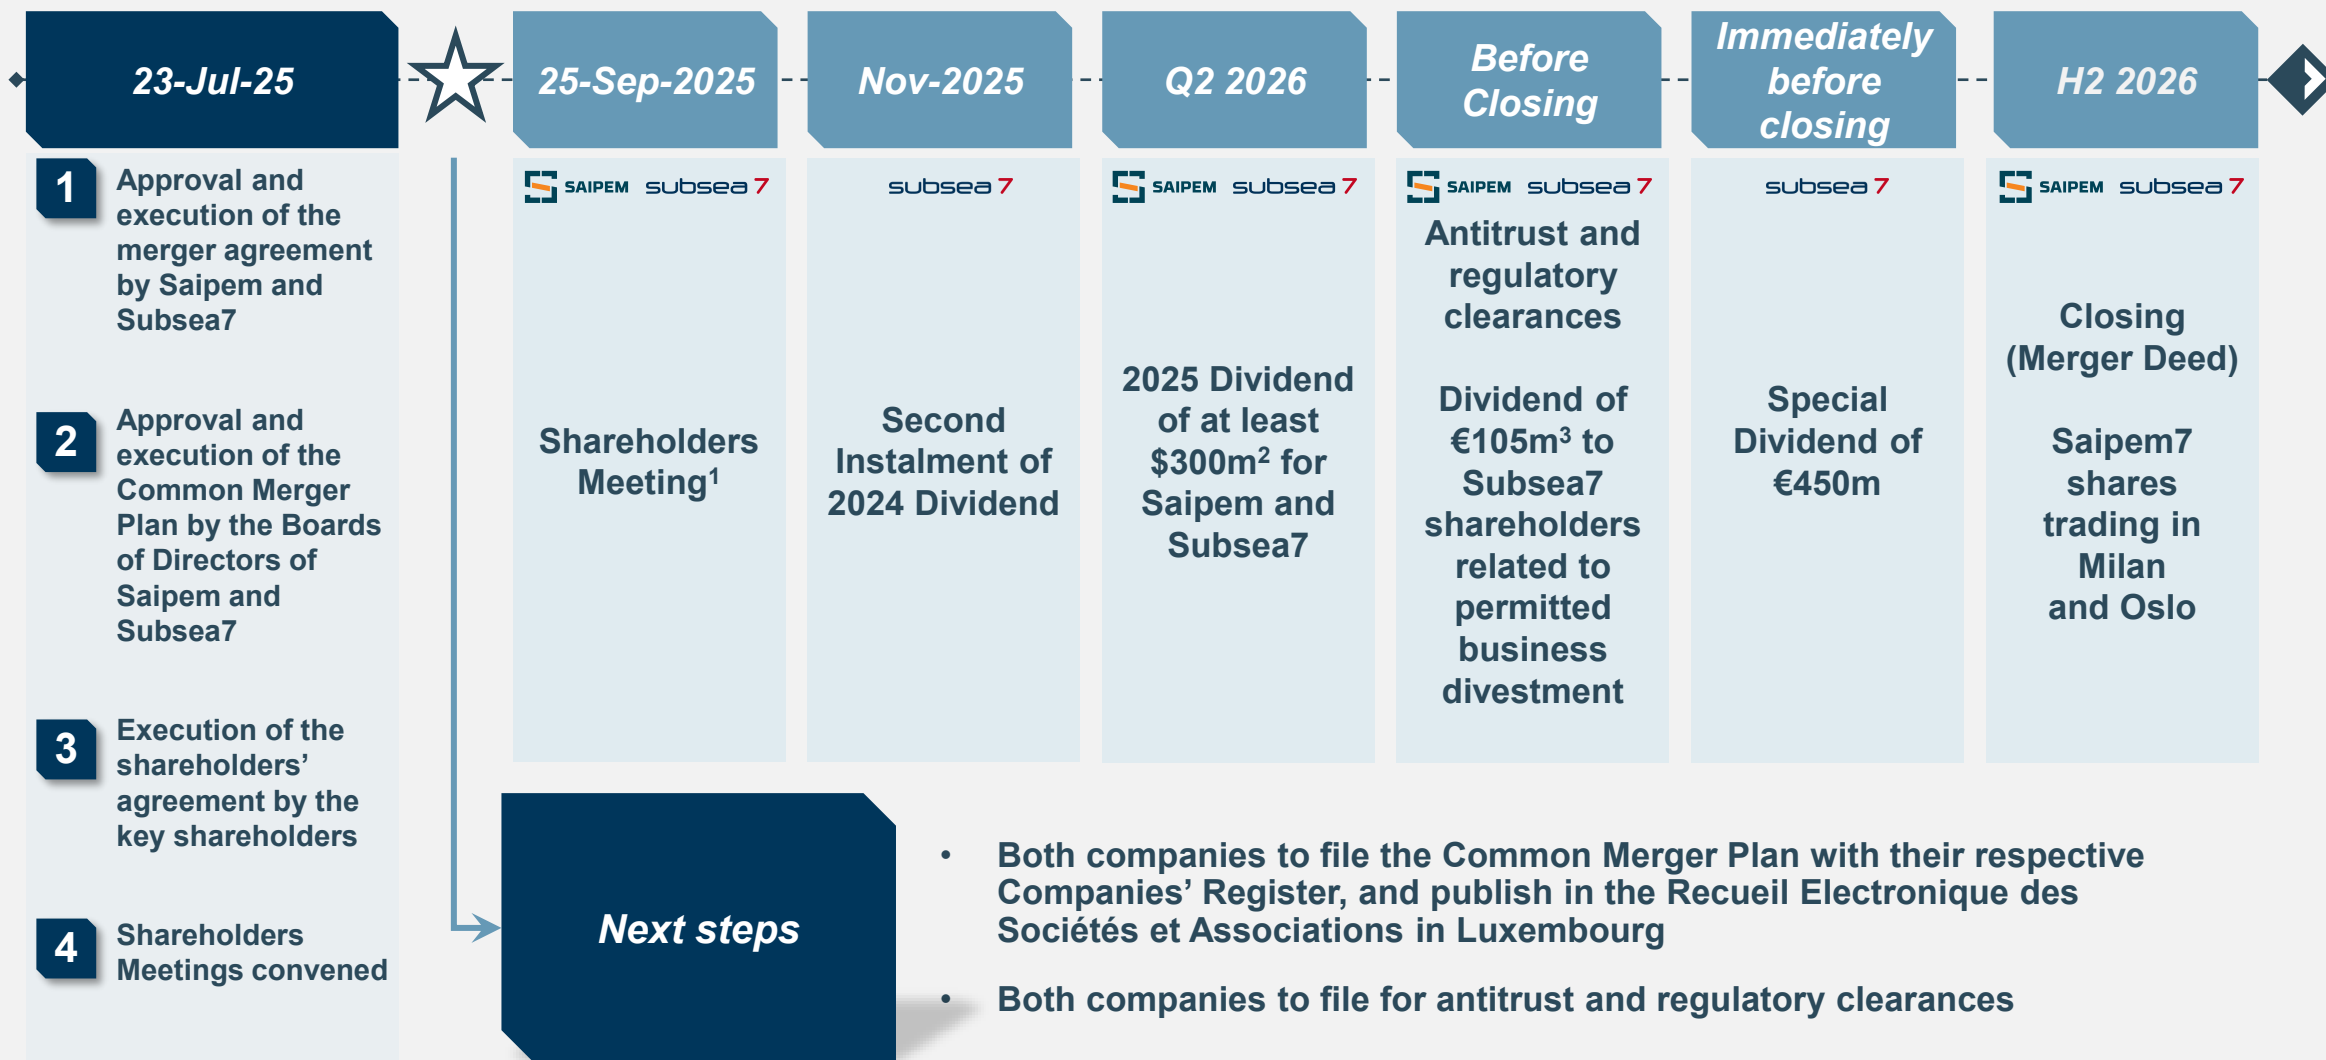 23-Jul-25
1
Approval and
execution of the
merger agreement
by Saipem and
Subsea7
2
Approval and
execution of the
Common Merger
Plan by the Boards
of Directors of
Saipem and
Subsea7
3
Execution of the
shareholders’
agreement by the
key shareholders
4
Shareholders
Meetings convened
25-Sep-2025
SAIPEM subsea 7
Shareholders
Meeting¹
Nov-2025
subsea 7
Second
Instalment of
2024 Dividend
Q2 2026
SAIPEM subsea 7
2025 Dividend
of at least
$300m² for
Saipem and
Subsea7
Before
Closing
SAIPEM subsea 7
Antitrust and
regulatory
clearances
Dividend of
€105m³ to
Subsea7
shareholders
related to
permitted
business
divestment
Immediately
before
closing
subsea 7
Special
Dividend of
€450m
H2 2026
SAIPEM subsea 7
Closing
(Merger Deed)
Saipem7
shares
trading in
Milan
and Oslo
Next steps
• Both companies to file the Common Merger Plan with their respective
Companies’ Register, and publish in the Recueil Electronique des
Sociétés et Associations in Luxembourg
• Both companies to file for antitrust and regulatory clearances